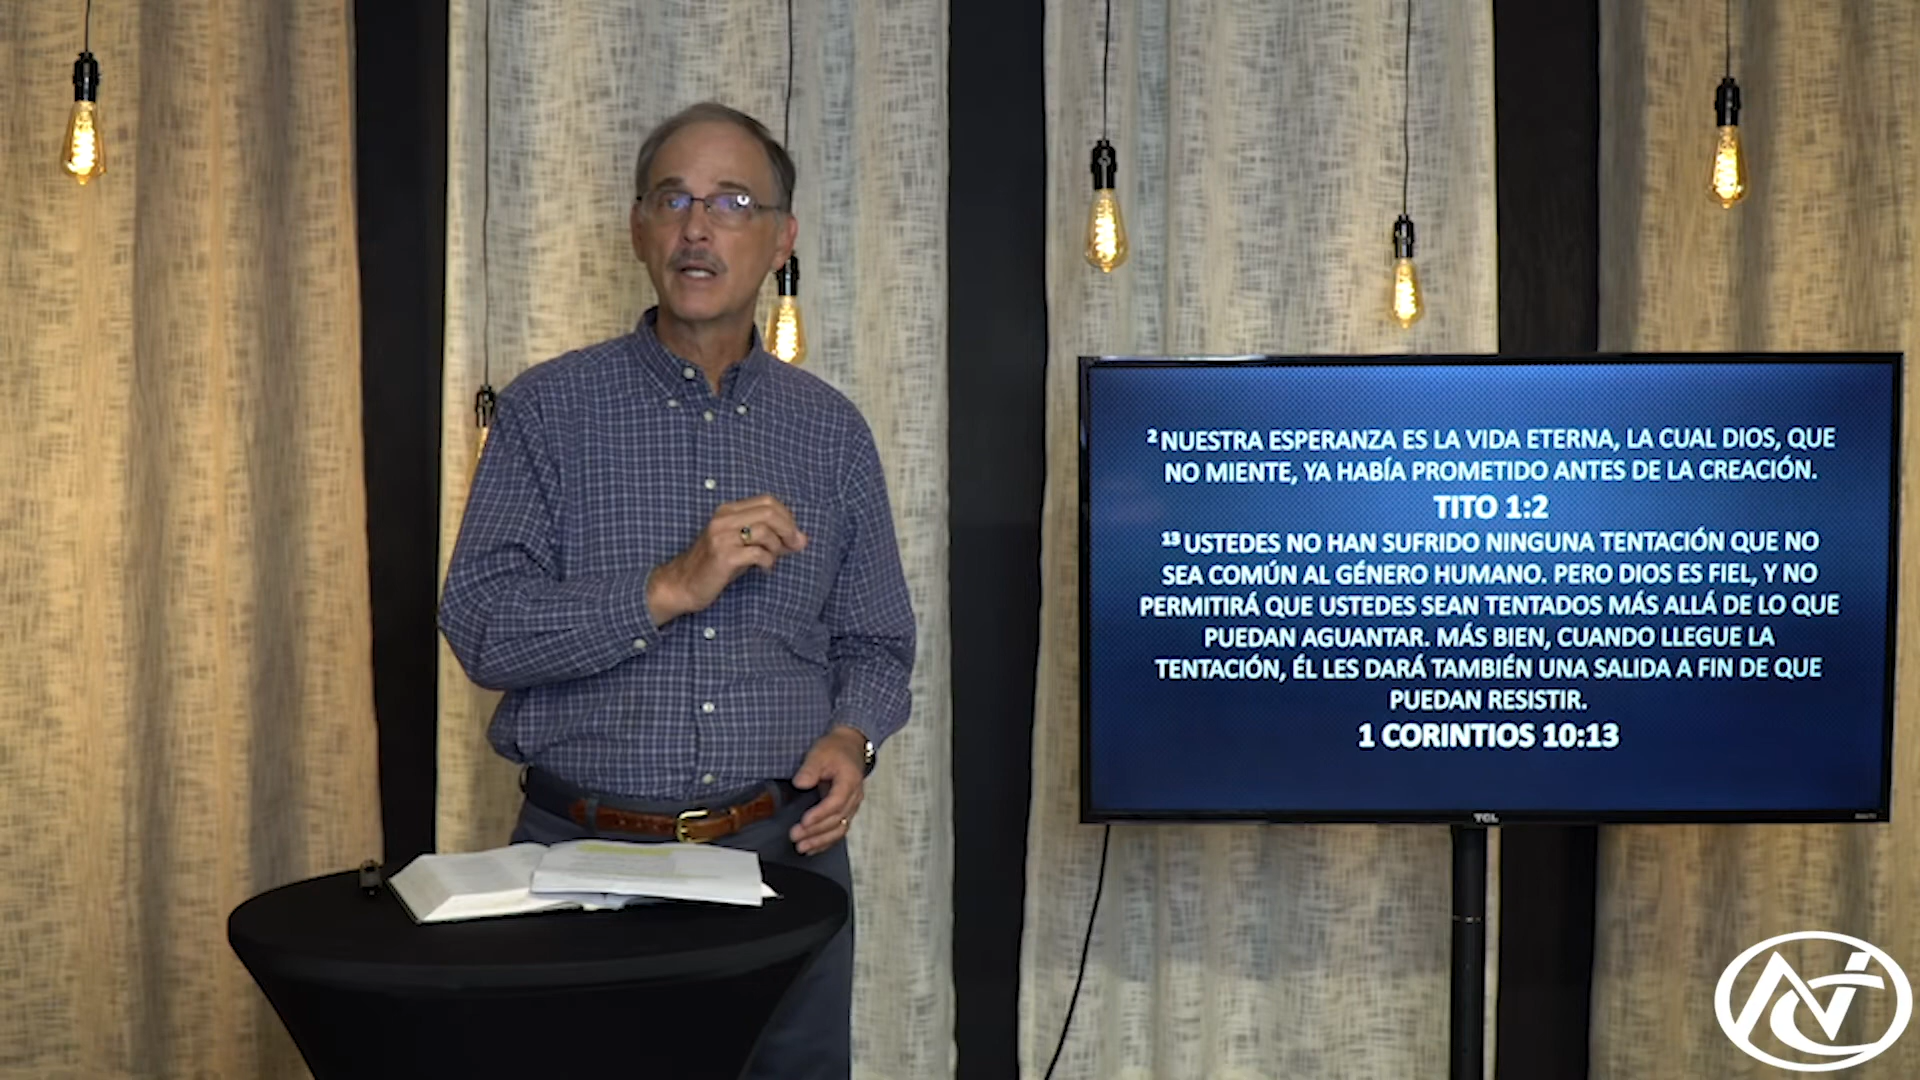 ² NUESTRA ESPERANZA ES LA VIDA ETERNA, LA CUAL DIOS, QUE
NO MIENTE, YA HABÍA PROMETIDO ANTES DE LA CREACIÓN.
TITO 1:2
¹³ USTEDES NO HAN SUFRIDO NINGUNA TENTACIÓN QUE NO
SEA COMÚN AL GÉNERO HUMANO. PERO DIOS ES FIEL, Y NO
PERMITIRÁ QUE USTEDES SEAN TENTADOS MÁS ALLÁ DE LO QUE
PUEDAN AGUANTAR. MÁS BIEN, CUANDO LLEGUE LA
TENTACIÓN, ÉL LES DARÁ TAMBIÉN UNA SALIDA A FIN DE QUE
PUEDAN RESISTIR.
1 CORINTIOS 10:13
TCL